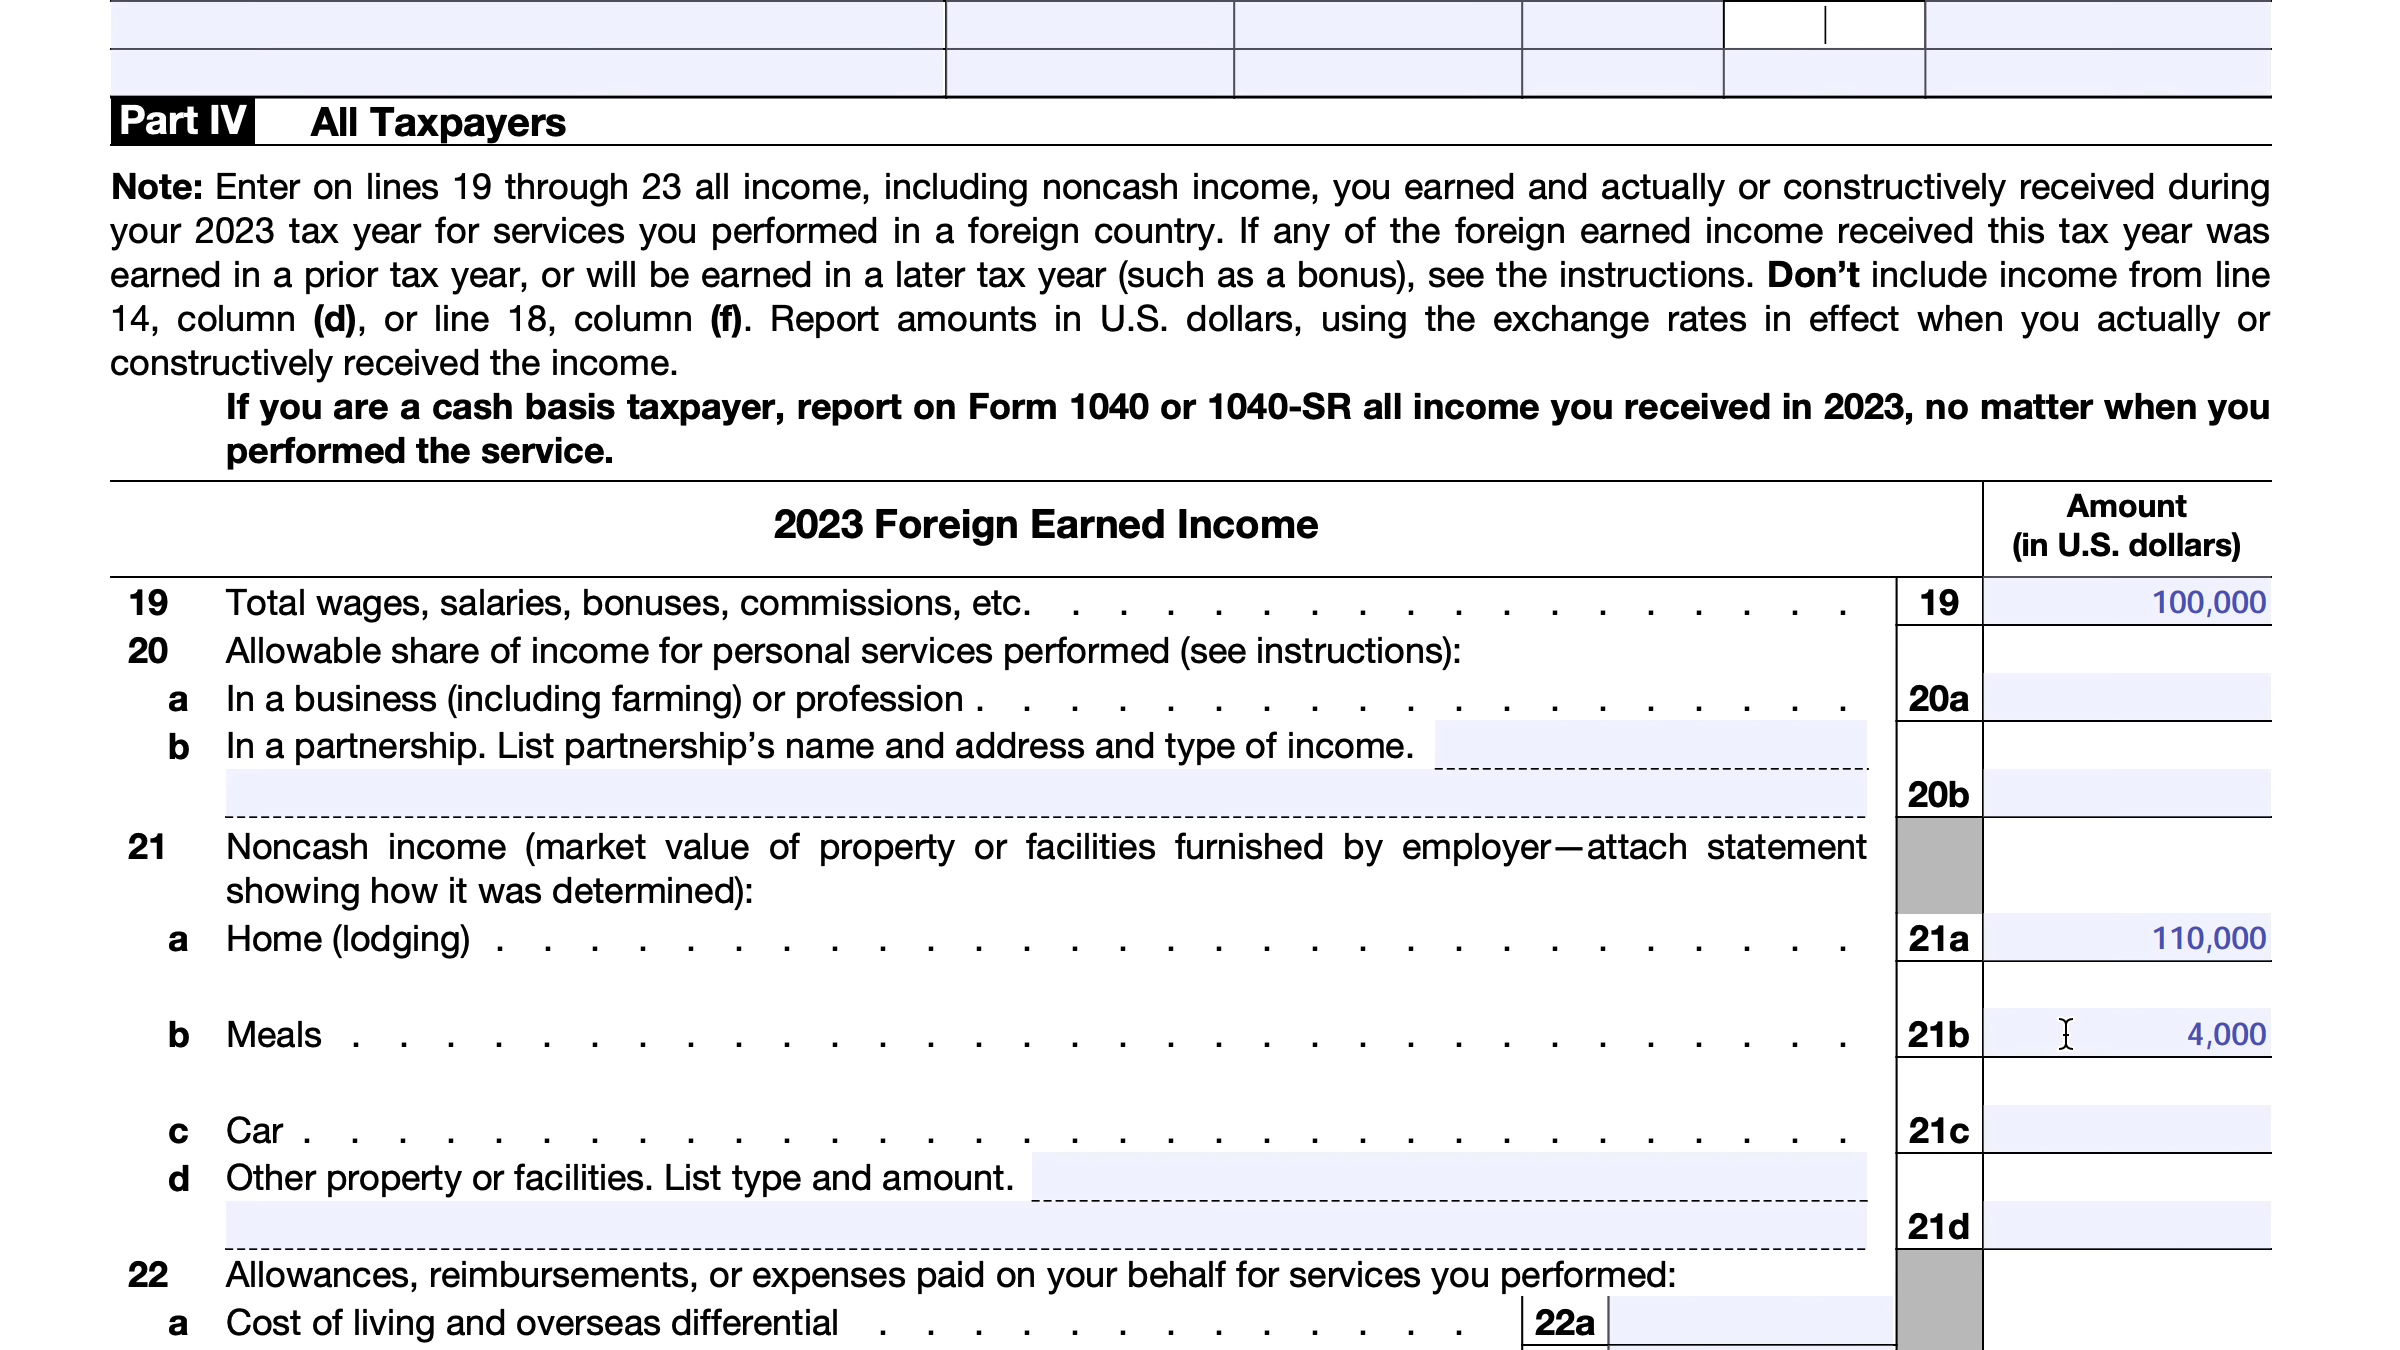 Part IV All Taxpayers
Note: Enter on lines 19 through 23 all income, including noncash income, you earned and actually or constructively received during
your 2023 tax year for services you performed in a foreign country. If any of the foreign earned income received this tax year was
earned in a prior tax year, or will be earned in a later tax year (such as a bonus), see the instructions. Don’t include income from line
14, column (d), or line 18, column (f). Report amounts in U.S. dollars, using the exchange rates in effect when you actually or
constructively received the income.
If you are a cash basis taxpayer, report on Form 1040 or 1040-SR all income you received in 2023, no matter when you
performed the service.
2023 Foreign Earned Income
Amount
(in U.S. dollars)
19 Total wages, salaries, bonuses, commissions, etc. . . . . . . . . . . . . . . . . . 19 100,000
20 Allowable share of income for personal services performed (see instructions):
a In a business (including farming) or profession . . . . . . . . . . . . . . . . . . . 20a
b In a partnership. List partnership’s name and address and type of income.
20b
21 Noncash income (market value of property or facilities furnished by employer—attach statement
showing how it was determined):
a Home (lodging) . . . . . . . . . . . . . . . . . . . . . . . . . . . . . 21a 110,000
b Meals . . . . . . . . . . . . . . . . . . . . . . . . . . . . . . . . 21b 4,000
c Car . . . . . . . . . . . . . . . . . . . . . . . . . . . . . . . . . 21c
d Other property or facilities. List type and amount.
21d
22 Allowances, reimbursements, or expenses paid on your behalf for services you performed:
a Cost of living and overseas differential . . . . . . . . . . . . . 22a